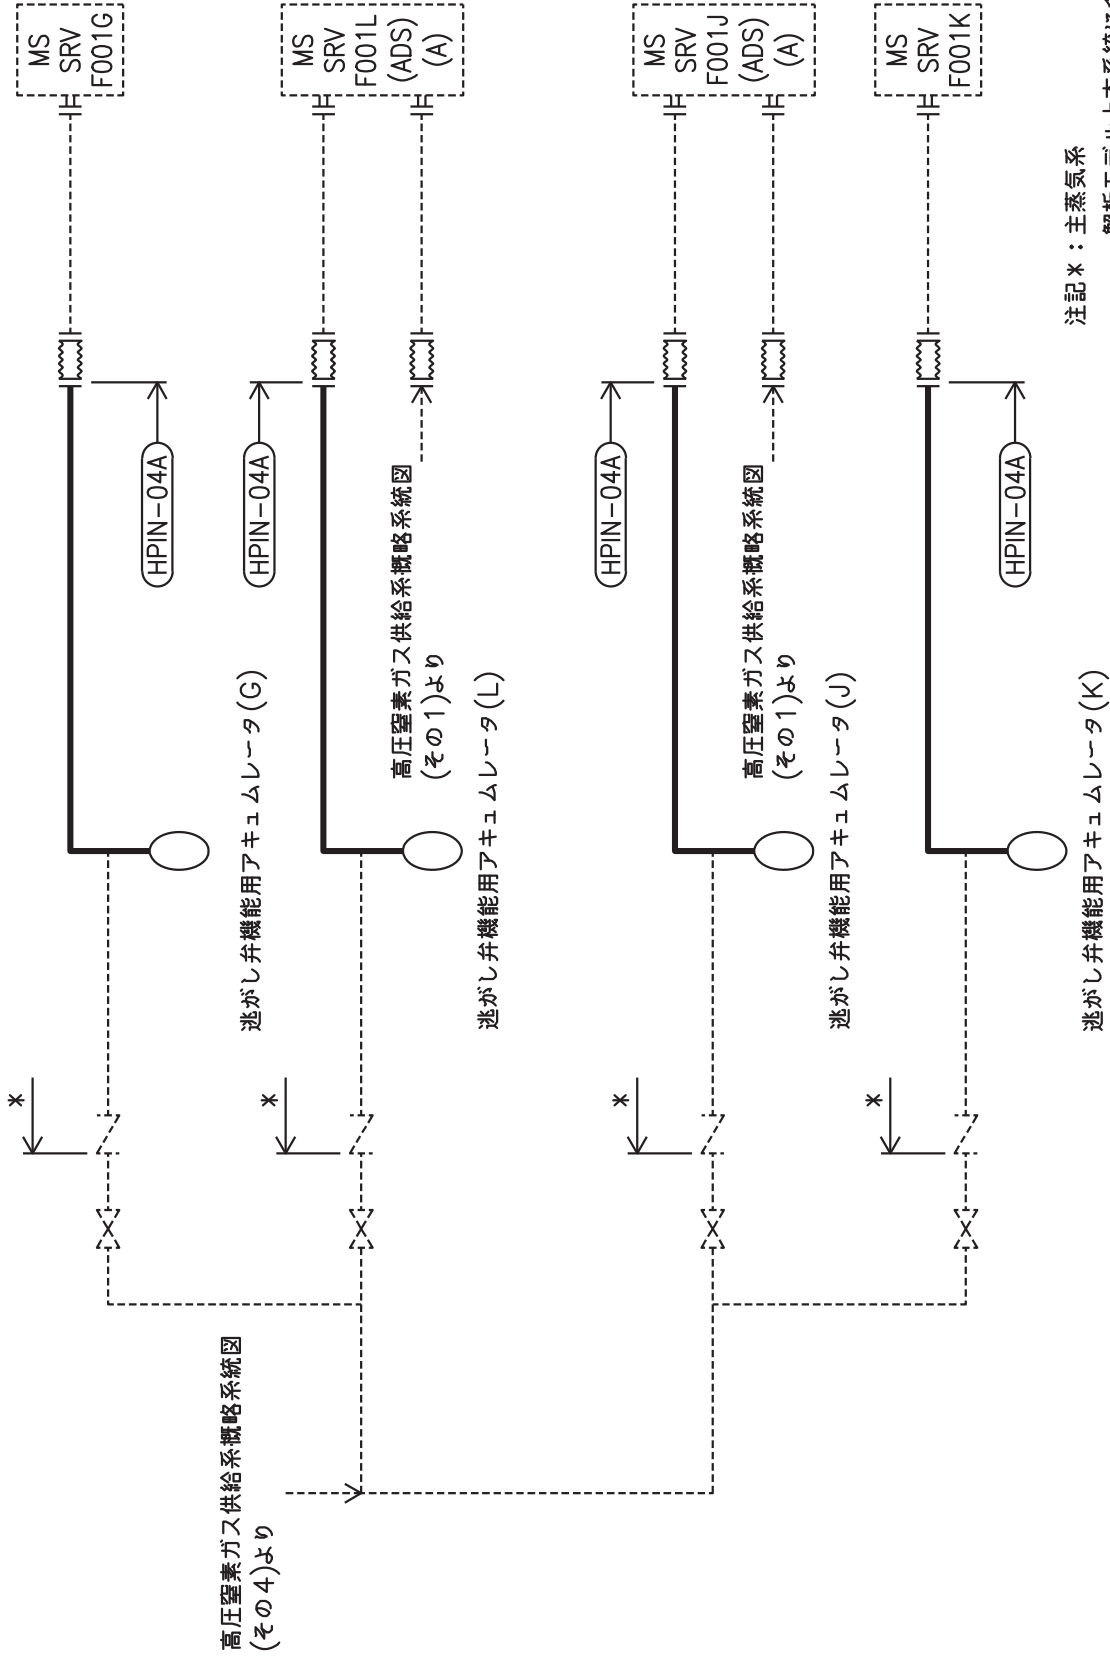 *
MS
SRV
F001G
HPIN-04A
高圧窒素ガス供給系概略系統図
(その4)より
逃がし弁機能用アキュムレータ(G)
*
HPIN-04A
MS
SRV
F001L
(ADS)
(A)
高圧窒素ガス供給系概略系統図
(その1)より
逃がし弁機能用アキュムレータ(L)
*
HPIN-04A
MS
SRV
F001J
(ADS)
(A)
高圧窒素ガス供給系概略系統図
(その1)より
逃がし弁機能用アキュムレータ(J)
*
MS
SRV
F001K
HPIN-04A
逃がし弁機能用アキュムレータ(K)
注記*：主蒸気系